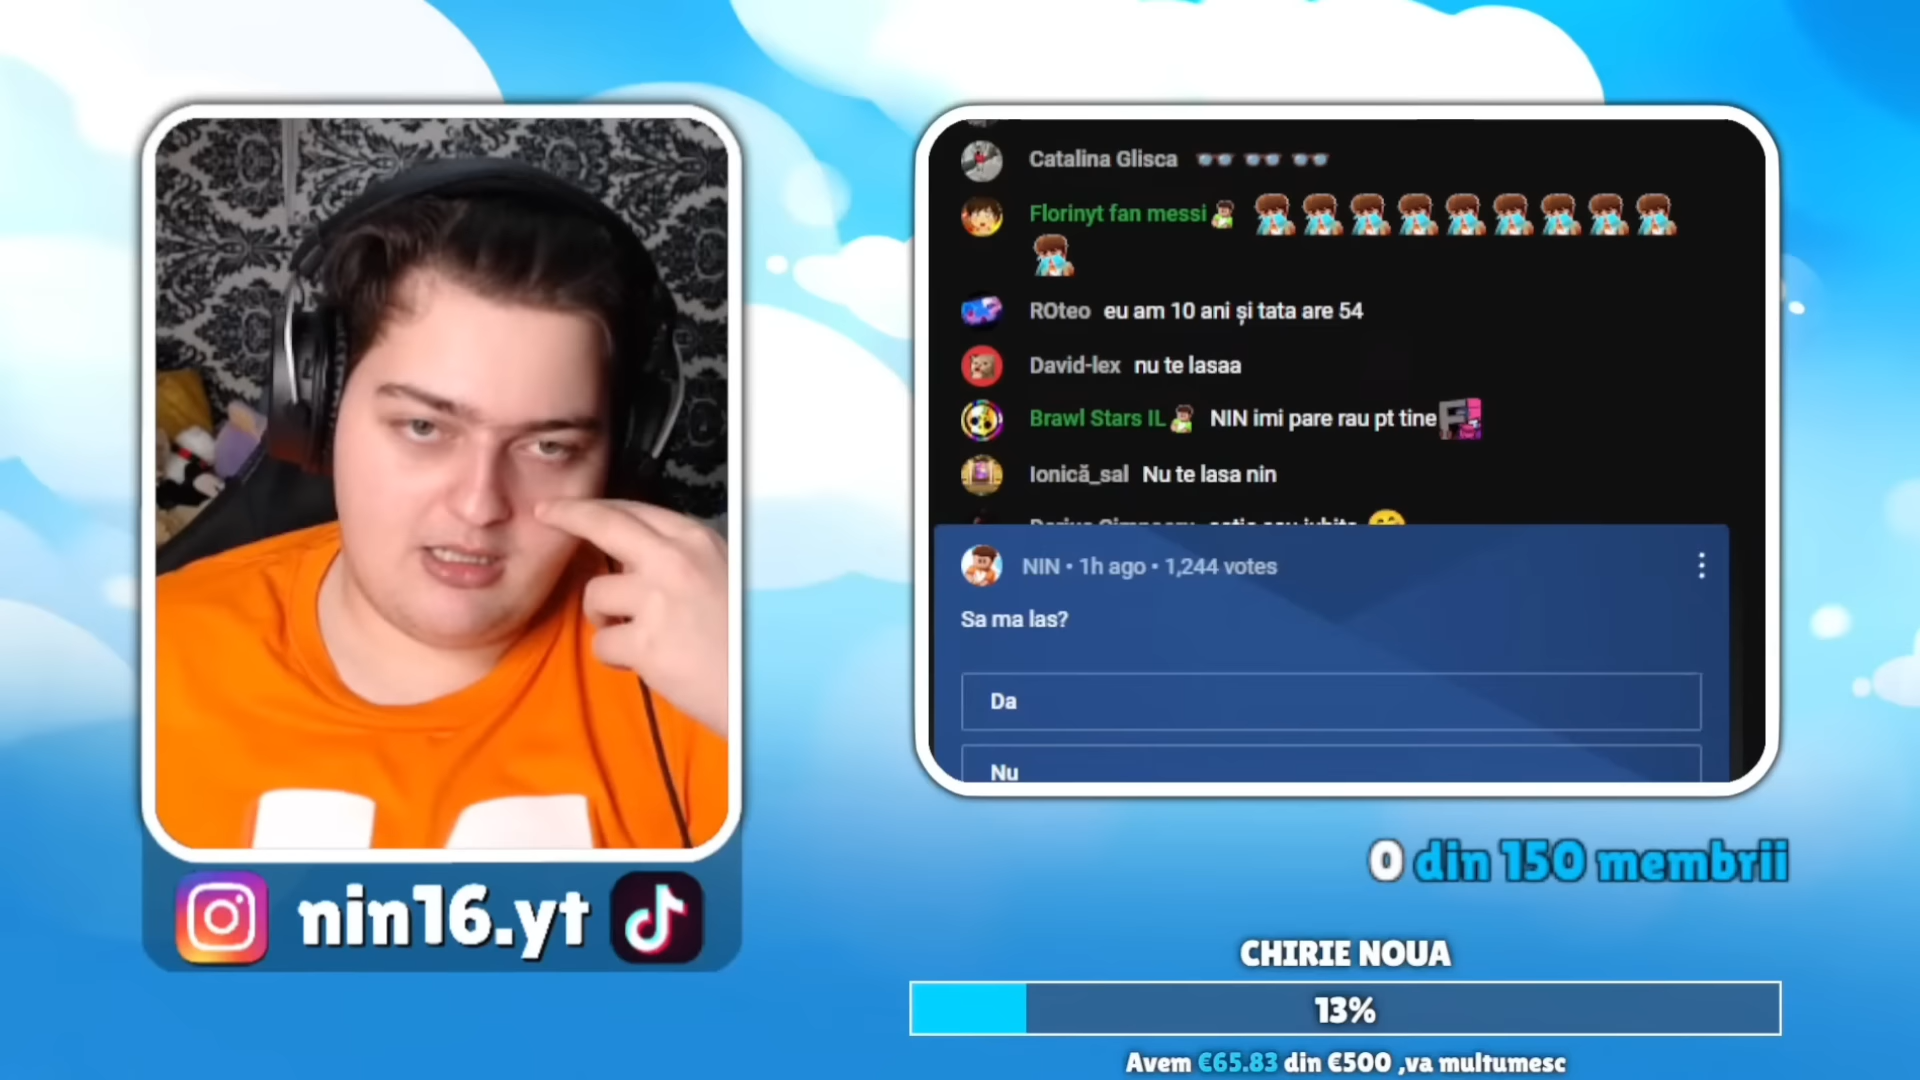 Catalina Glisca
Florinyt fan messi
ROteo eu am 10 ani și tata are 54
David-lex nu te lasaa
Brawl Stars IL NIN imi pare rau pt tine
Ionică_sal Nu te lasa nin
NIN • 1h ago • 1,244 votes
Sa ma las?
Da
Nu
nin16.yt
0 din 150 membrii
CHIRIE NOUA
13%
Avem €65.83 din €500 ,va multumesc